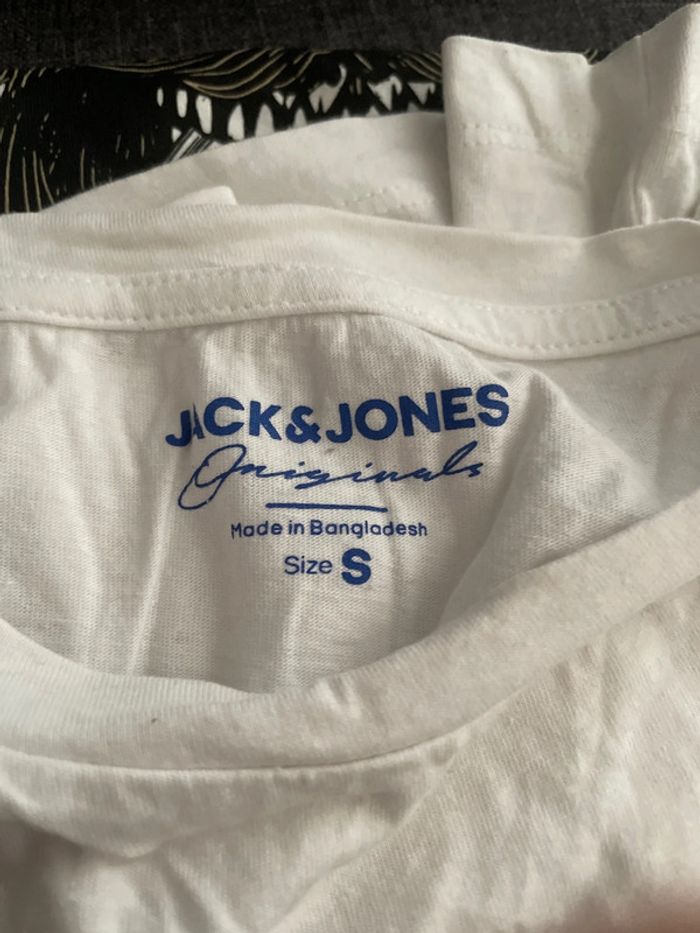 JACK&JONES
Originals
Made in Bangladesh
Size S